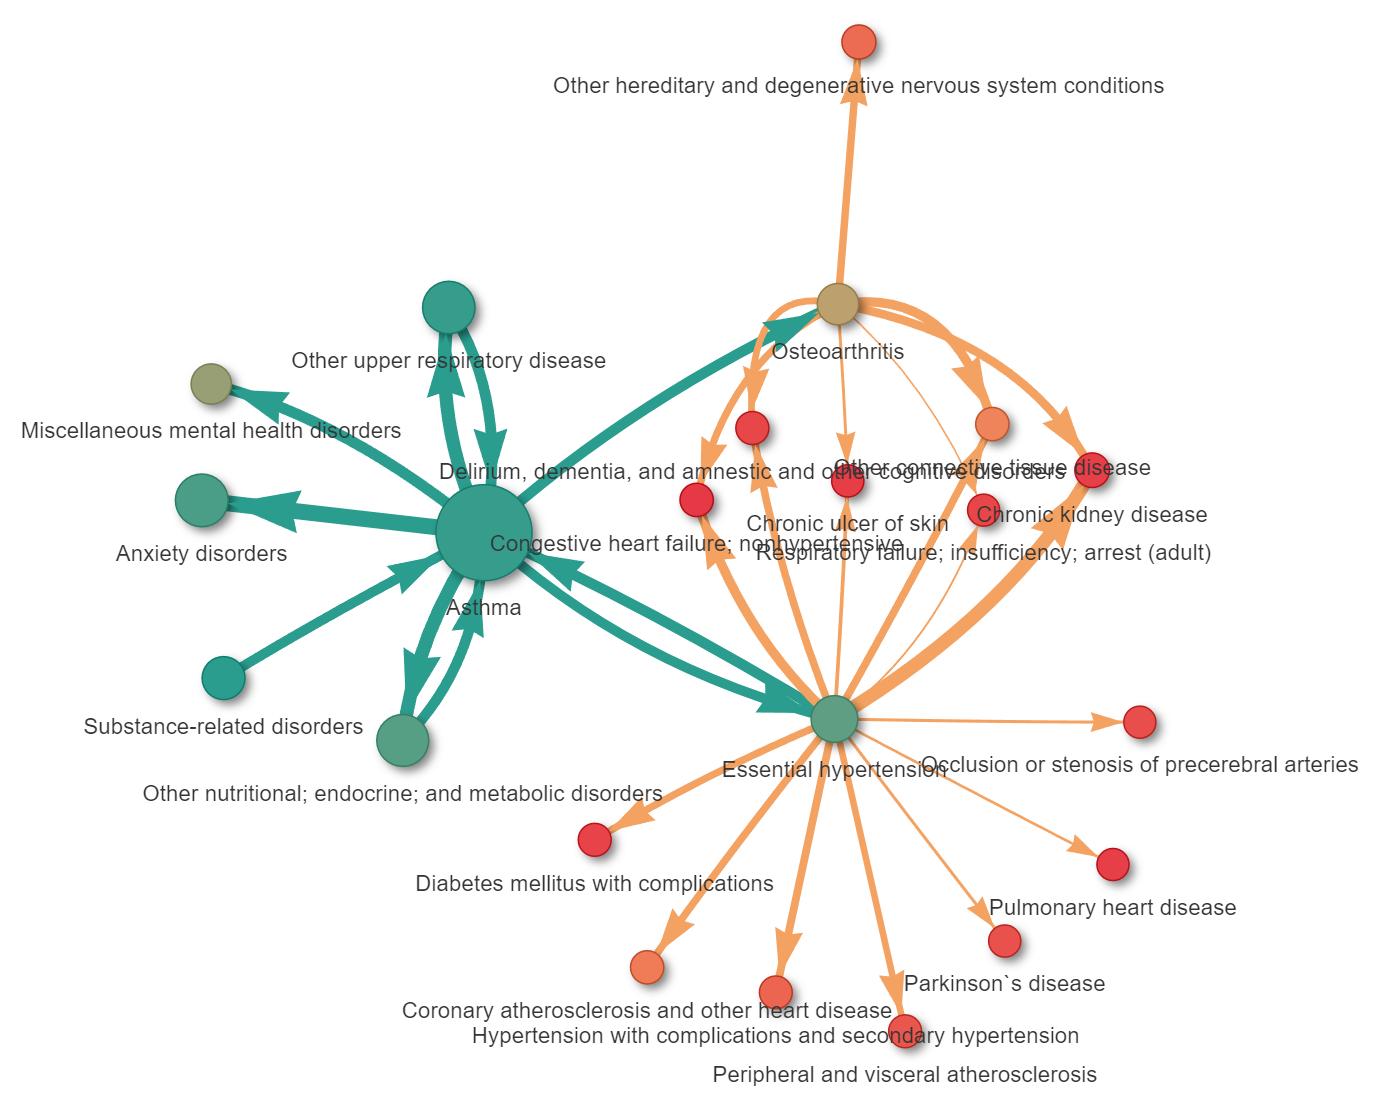 Other hereditary and degenerative nervous system conditions
Osteoarthritis
Other upper respiratory disease
Miscellaneous mental health disorders
Delirium, dementia, and amnestic and other cognitive disorders
Other connective tissue disease
Chronic kidney disease
Chronic ulcer of skin
Congestive heart failure; nonhypertensive
Respiratory failure; insufficiency; arrest (adult)
Anxiety disorders
Asthma
Substance-related disorders
Essential hypertension
Occlusion or stenosis of precerebral arteries
Other nutritional; endocrine; and metabolic disorders
Diabetes mellitus with complications
Pulmonary heart disease
Parkinson`s disease
Coronary atherosclerosis and other heart disease
Hypertension with complications and secondary hypertension
Peripheral and visceral atherosclerosis